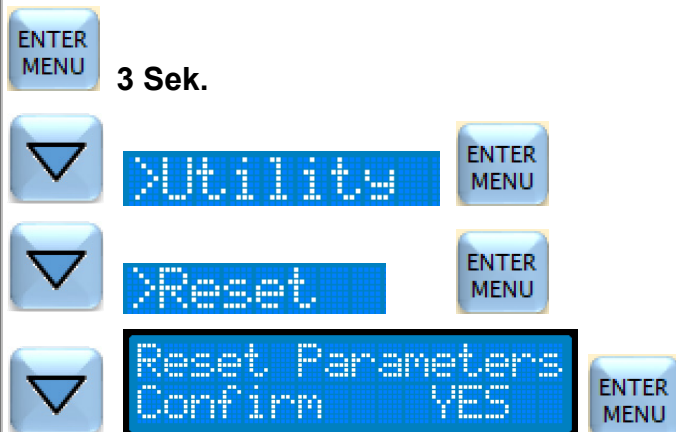 ENTER
MENU
3 Sek.
>Utility
ENTER
MENU
>Reset
ENTER
MENU
Reset Parameters
Confirm YES
ENTER
MENU